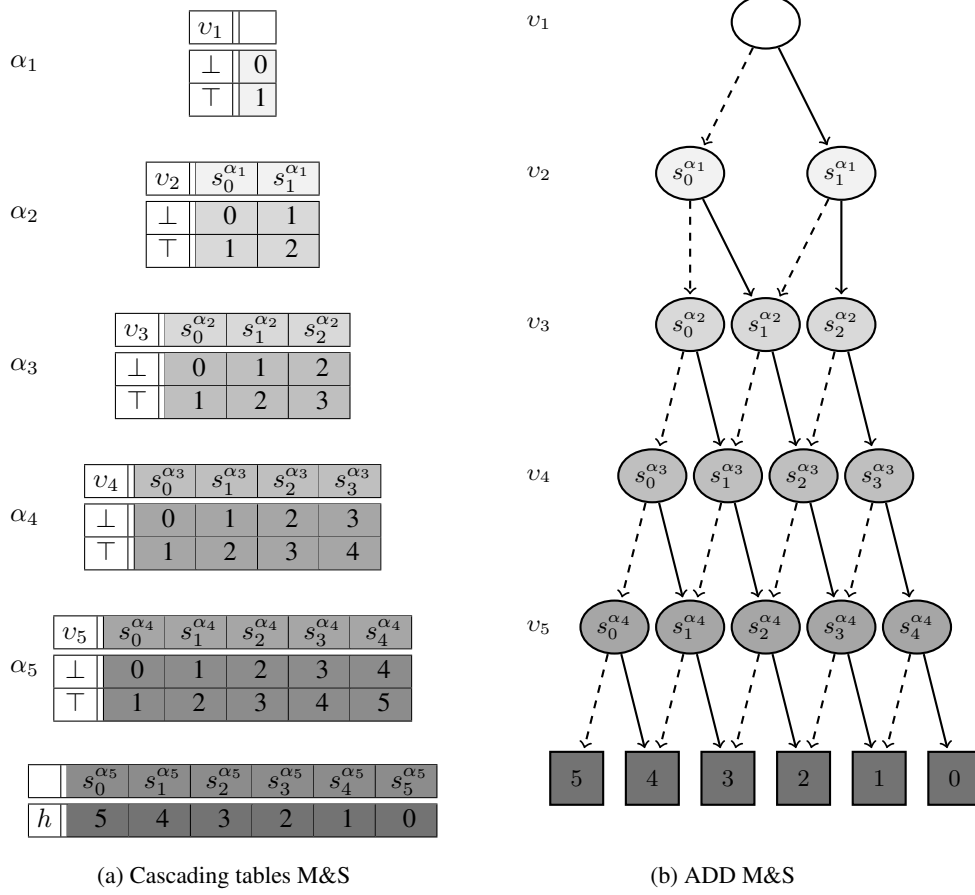 υ₁
α₁
⊥ 0
⊤ 1
υ₂ s₀^{α₁} s₁^{α₁}
α₂
⊥ 0 1
⊤ 1 2
υ₃ s₀^{α₂} s₁^{α₂} s₂^{α₂}
α₃
⊥ 0 1 2
⊤ 1 2 3
υ₄ s₀^{α₃} s₁^{α₃} s₂^{α₃} s₃^{α₃}
α₄
⊥ 0 1 2 3
⊤ 1 2 3 4
υ₅ s₀^{α₄} s₁^{α₄} s₂^{α₄} s₃^{α₄} s₄^{α₄}
α₅
⊥ 0 1 2 3 4
⊤ 1 2 3 4 5
s₀^{α₅} s₁^{α₅} s₂^{α₅} s₃^{α₅} s₄^{α₅} s₅^{α₅}
h 5 4 3 2 1 0
(a) Cascading tables M&S
υ₁
υ₂ s₀^{α₁} s₁^{α₁}
υ₃ s₀^{α₂} s₁^{α₂} s₂^{α₂}
υ₄ s₀^{α₃} s₁^{α₃} s₂^{α₃} s₃^{α₃}
υ₅ s₀^{α₄} s₁^{α₄} s₂^{α₄} s₃^{α₄} s₄^{α₄}
5 4 3 2 1 0
(b) ADD M&S